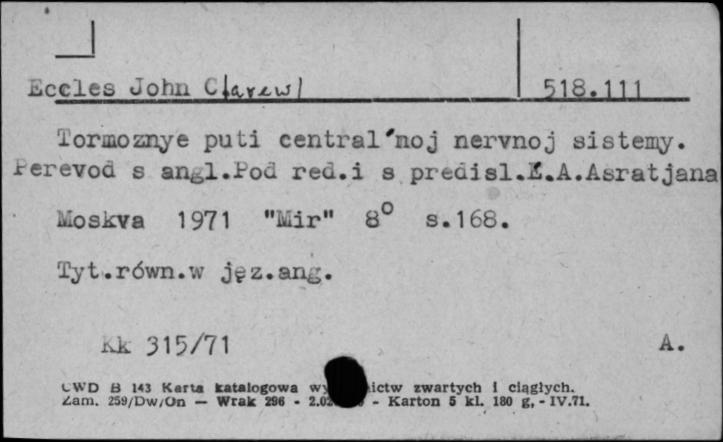 Eccles John C(arew)
518.111
Tormoznye puti central'noj nervnoj sistemy.
Perevod s angl.Pod red.i s predisl.É.A.Asratjana
Moskva 1971 "Mir" 8° s.168.
Tyt.równ.w jęz.ang.
Kk 315/71
A.
CWD B 143 Karta katalogowa zwartych i ciągłych.
Zam. 259/Dw/On — Wrak 296 - - Karton 5 kl. 180 g, - IV.71.